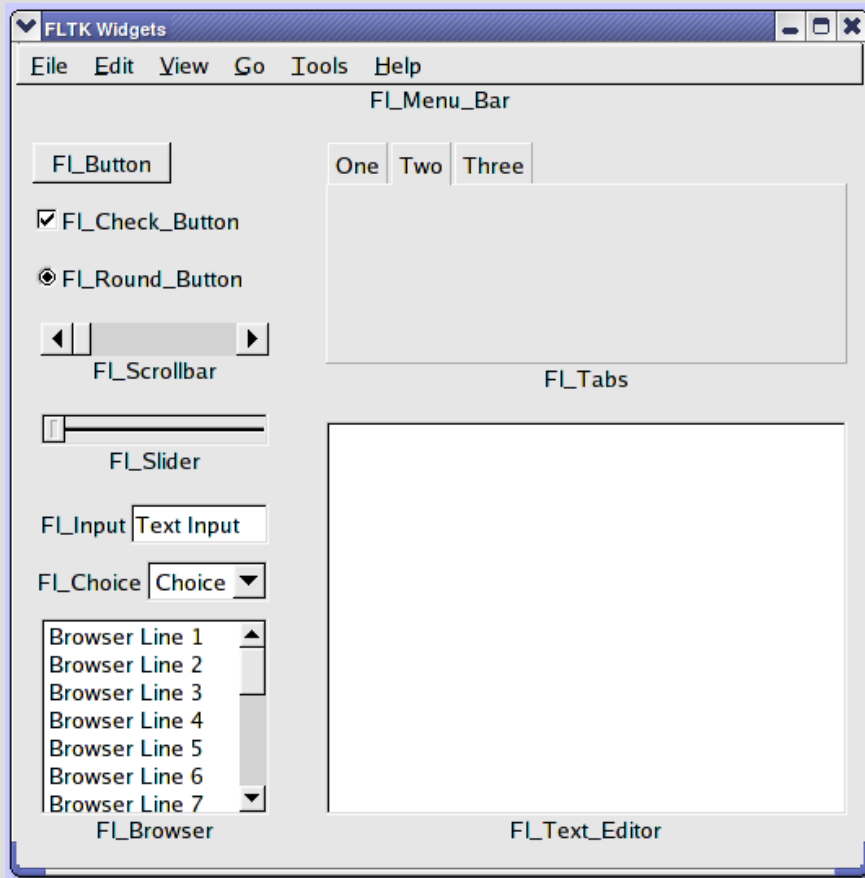 FLTK Widgets
File Edit View Go Tools Help
Fl_Menu_Bar
Fl_Button
One Two Three
Fl_Check_Button
Fl_Round_Button
Fl_Scrollbar
Fl_Tabs
Fl_Slider
Fl_Input Text Input
Fl_Choice Choice
Browser Line 1
Browser Line 2
Browser Line 3
Browser Line 4
Browser Line 5
Browser Line 6
Browser Line 7
Fl_Browser
Fl_Text_Editor